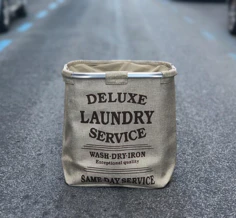 DELUXE
LAUNDRY
SERVICE
WASH·DRY·IRON
Exceptional quality
SAME DAY SERVICE